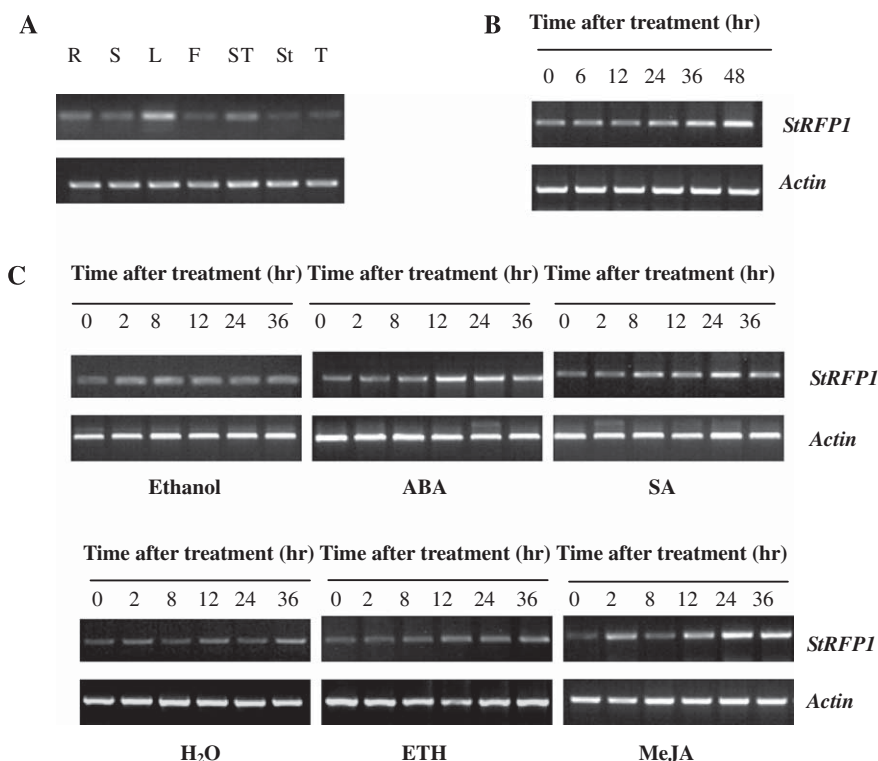 A
R S L F ST St T
B
Time after treatment (hr)
0 6 12 24 36 48
StRFP1
Actin
C
Time after treatment (hr) Time after treatment (hr) Time after treatment (hr)
0 2 8 12 24 36 0 2 8 12 24 36 0 2 8 12 24 36
StRFP1
Actin
Ethanol ABA SA
Time after treatment (hr) Time after treatment (hr) Time after treatment (hr)
0 2 8 12 24 36 0 2 8 12 24 36 0 2 8 12 24 36
StRFP1
Actin
H₂O ETH MeJA